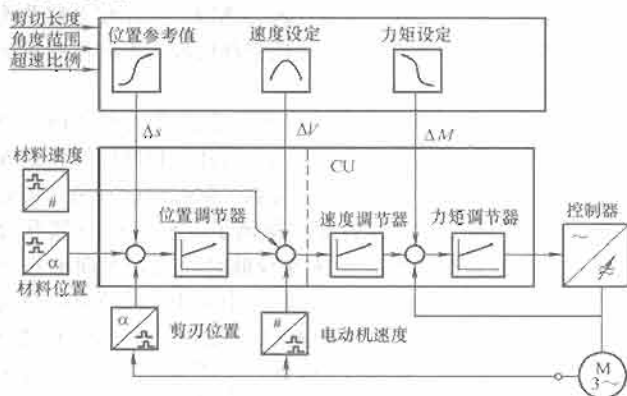 剪切长度
角度范围
超速比例
位置参考值
速度设定
力矩设定
Δs
ΔV
ΔM
材料速度
CU
#
位置调节器
速度调节器
力矩调节器
控制器
~
α
材料位置
α
剪刃位置
#
电动机速度
M
3~